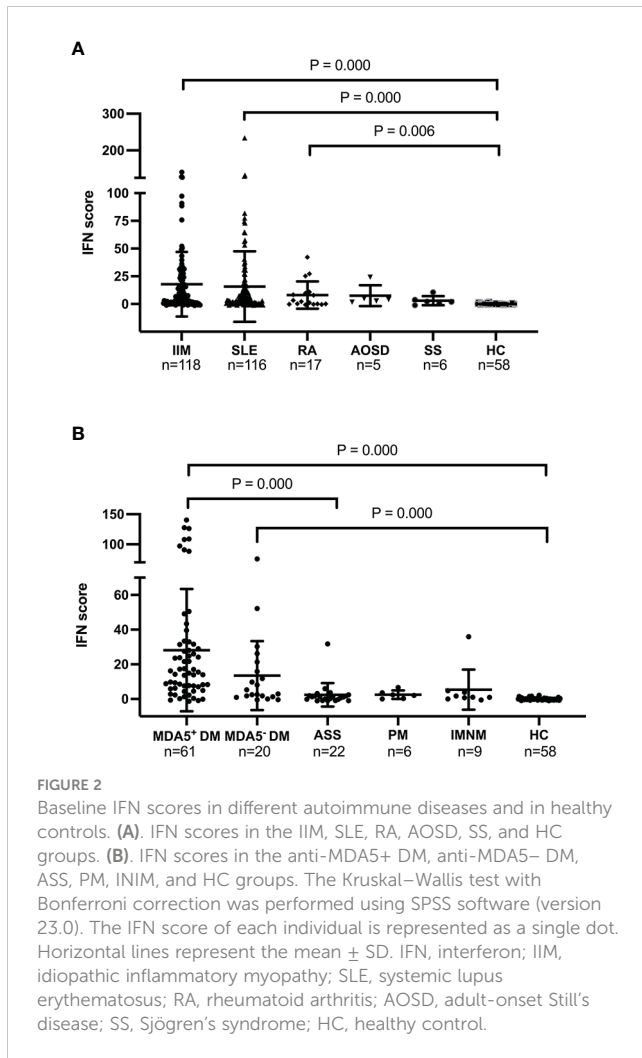 A
P = 0.000
P = 0.000
P = 0.006
300
200
100
75
50
25
0
IFN score
IIM SLE RA AOSD SS HC
n=118 n=116 n=17 n=5 n=6 n=58
B
P = 0.000
P = 0.000
P = 0.000
150
100
60
40
20
0
IFN score
MDA5⁺ DM MDA5⁻ DM ASS PM IMNM HC
n=61 n=20 n=22 n=6 n=9 n=58
FIGURE 2
Baseline IFN scores in different autoimmune diseases and in healthy
controls. (A). IFN scores in the IIM, SLE, RA, AOSD, SS, and HC
groups. (B). IFN scores in the anti-MDA5+ DM, anti-MDA5− DM,
ASS, PM, INIM, and HC groups. The Kruskal–Wallis test with
Bonferroni correction was performed using SPSS software (version
23.0). The IFN score of each individual is represented as a single dot.
Horizontal lines represent the mean ± SD. IFN, interferon; IIM,
idiopathic inflammatory myopathy; SLE, systemic lupus
erythematosus; RA, rheumatoid arthritis; AOSD, adult-onset Still’s
disease; SS, Sjögren’s syndrome; HC, healthy control.